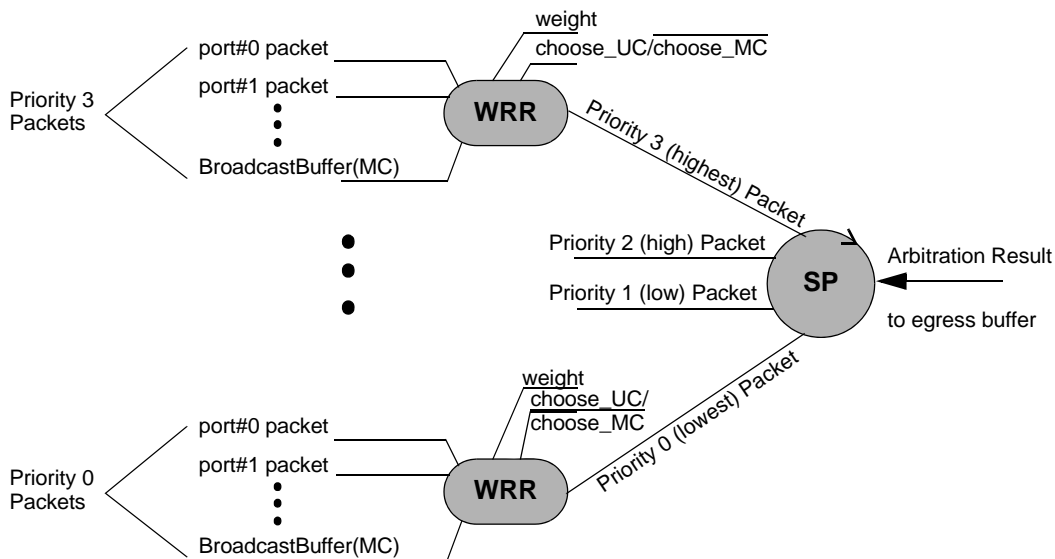 weight
choose_UC/choose_MC
port#0 packet
port#1 packet
Priority 3
Packets
WRR
BroadcastBuffer(MC)
Priority 3 (highest) Packet
Priority 2 (high) Packet
Priority 1 (low) Packet
SP
Arbitration Result
to egress buffer
Priority 0 (lowest) Packet
weight
choose_UC/
choose_MC
port#0 packet
port#1 packet
Priority 0
Packets
WRR
BroadcastBuffer(MC)